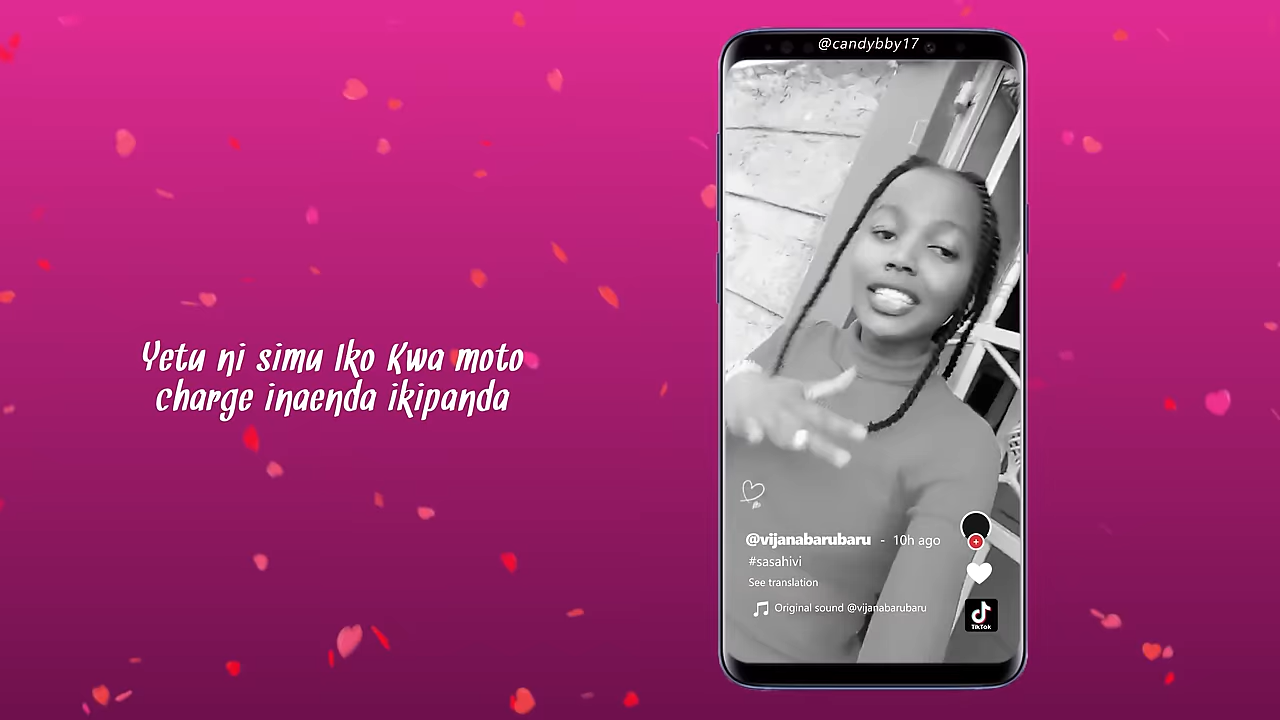 @candybby17
Yetu ni simu Iko Kwa moto
charge inaenda ikipanda
@vijanabarubaru - 10h ago
#sasahivi
See translation
Original sound @vijanabarubaru
TikTok